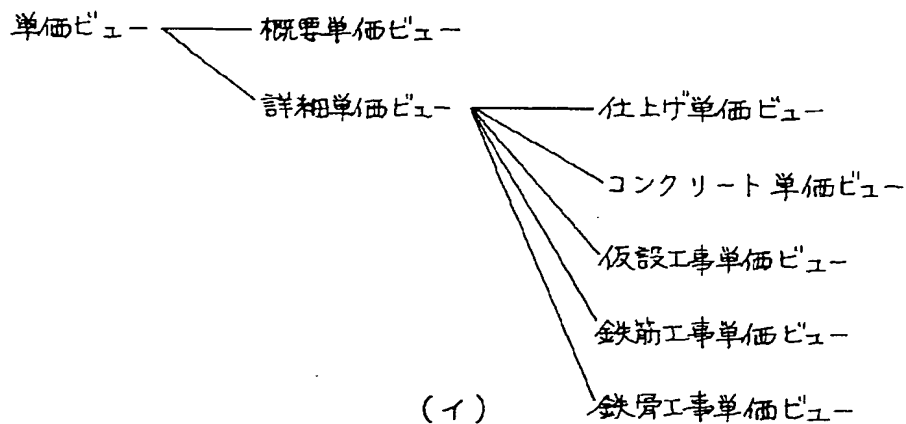 単価ビュー 概要単価ビュー
詳細単価ビュー 仕上げ単価ビュー
コンクリート単価ビュー
仮設工事単価ビュー
鉄筋工事単価ビュー
(イ) 鉄骨工事単価ビュー